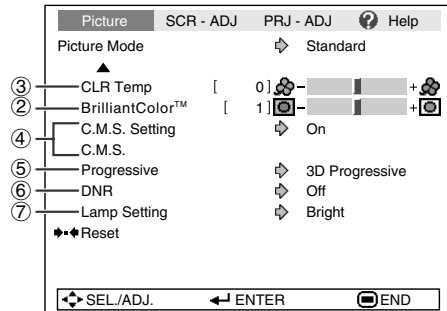 Picture SCR - ADJ PRJ - ADJ ? Help
Picture Mode Standard
③ CLR Temp [ 0 ] - +
② BrilliantColor™ [ 1 ] - +
④ C.M.S. Setting On
C.M.S.
⑤ Progressive 3D Progressive
⑥ DNR Off
⑦ Lamp Setting Bright
Reset
SEL./ADJ. ENTER END